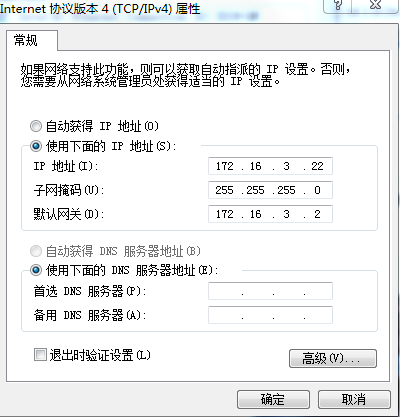 Internet 协议版本 4 (TCP/IPv4) 属性
常规
如果网络支持此功能，则可以获取自动指派的 IP 设置。否则，
您需要从网络系统管理员处获得适当的 IP 设置。
自动获得 IP 地址(O)
使用下面的 IP 地址(S):
IP 地址(I): 172 . 16 . 3 . 22
子网掩码(U): 255 .255 .255 . 0
默认网关(D): 172 . 16 . 3 . 2
自动获得 DNS 服务器地址(B)
使用下面的 DNS 服务器地址(E):
首选 DNS 服务器(P): . . .
备用 DNS 服务器(A): . . .
退出时验证设置(L)
高级(V)...
确定 取消